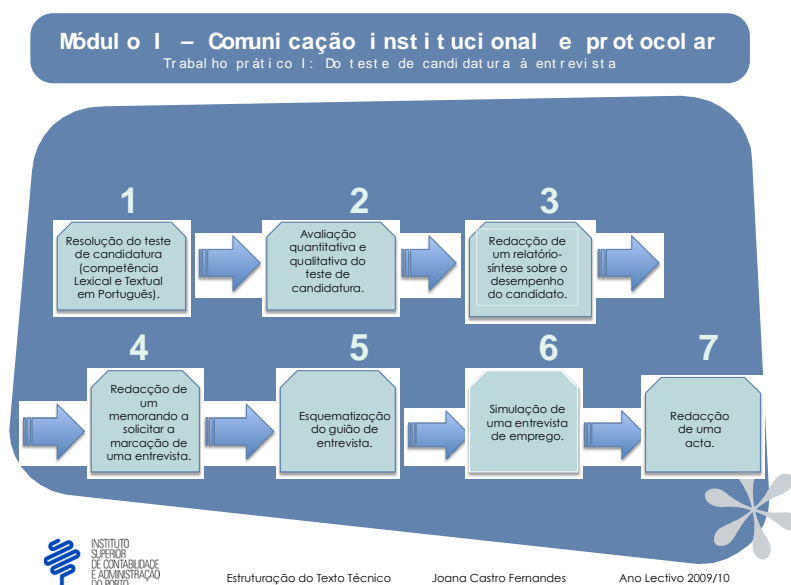 Módulo I – Comunicação institucional e protocolar
Trabalho prático I: Do teste de candidatura à entrevista
1
2
3
Resolução do teste
de candidatura
(competência
Lexical e Textual
em Português).
Avaliação
quantitativa e
qualitativa do
teste de
candidatura.
Redacção de
um relatório-
síntese sobre o
desempenho
do candidato.
4
5
6
7
Redacção de
um
memorando a
solicitar a
marcação de
uma entrevista.
Esquematização
do guião de
entrevista.
Simulação de
uma entrevista
de emprego.
Redacção
de uma
acta.
INSTITUTO
SUPERIOR
DE CONTABILIDADE
E ADMINISTRAÇÃO
DO PORTO
Estruturação do Texto Técnico Joana Castro Fernandes Ano Lectivo 2009/10